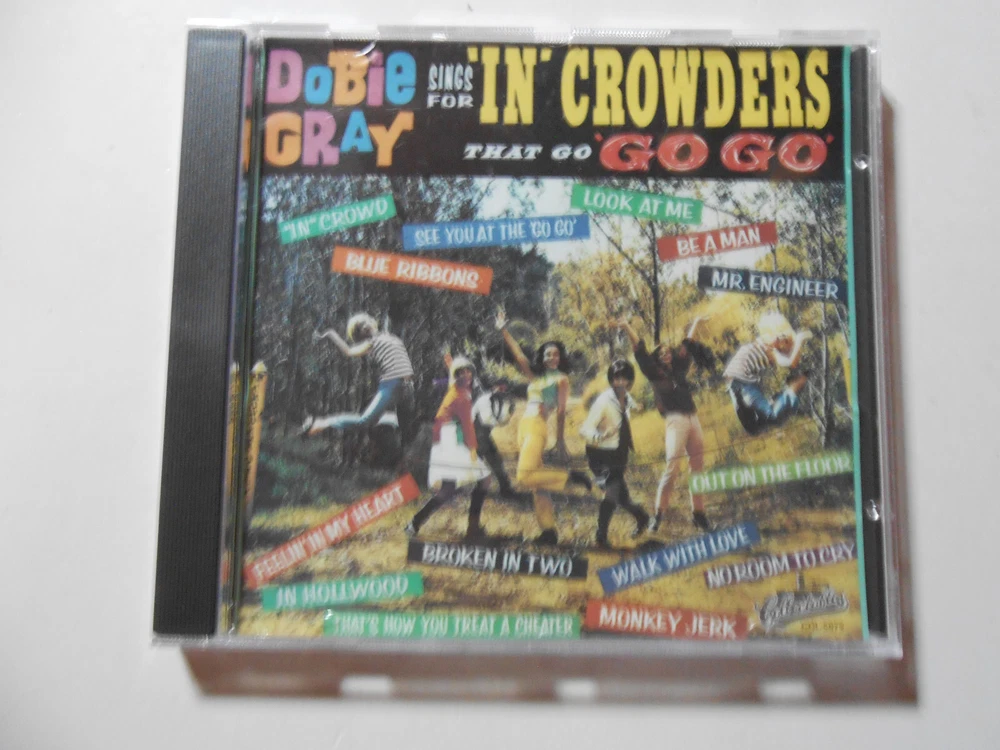 DOBIE GRAY
SINGS FOR
'IN' CROWDERS
THAT GO 'GO GO'
"IN" CROWD
LOOK AT ME
SEE YOU AT THE 'GO GO'
BE A MAN
BLUE RIBBONS
MR. ENGINEER
OUT ON THE FLOOR
FEELIN' IN MY HEART
BROKEN IN TWO
WALK WITH LOVE
NO ROOM TO CRY
IN HOLLWOOD
THAT'S HOW YOU TREAT A CHEATER
MONKEY JERK
Collectables